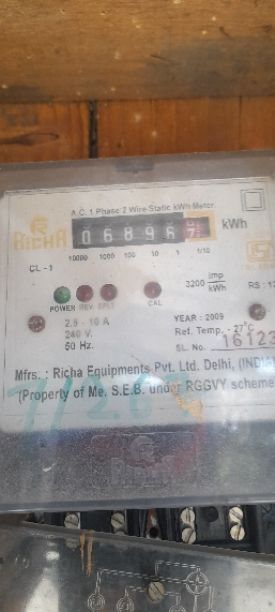 A.C. 1 Phase 2 Wire Static kWh Meter
RICHA
068967 kWh
10000 1000 100 10 1 1/10
CL - 1
3200 imp
kWh
POWER REV. EPLT CAL
2.5 - 10 A
240 V.
50 Hz.
YEAR : 2009
Ref. Temp. - 27°c
SL. No. 16123
Mfrs. : Richa Equipments Pvt. Ltd. Delhi, (INDIA
(Property of Me. S.E.B. under RGGVY scheme